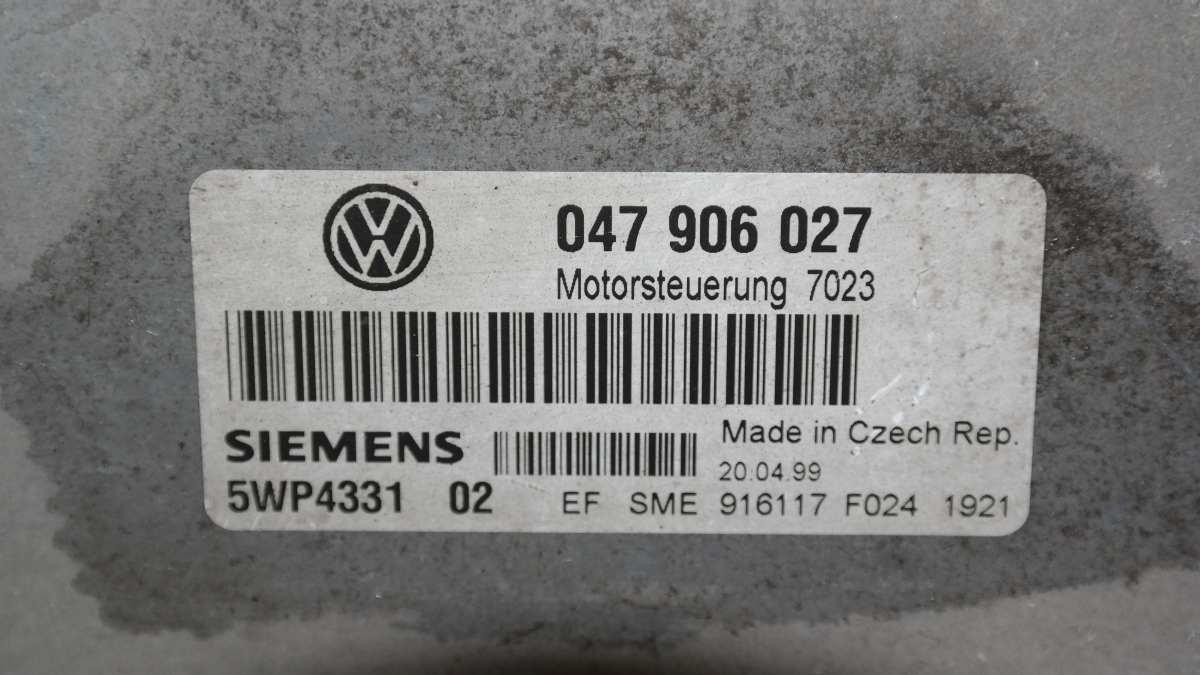 047 906 027
Motorsteuerung 7023
SIEMENS
Made in Czech Rep.
20.04.99
5WP4331 02 EF SME 916117 F024 1921